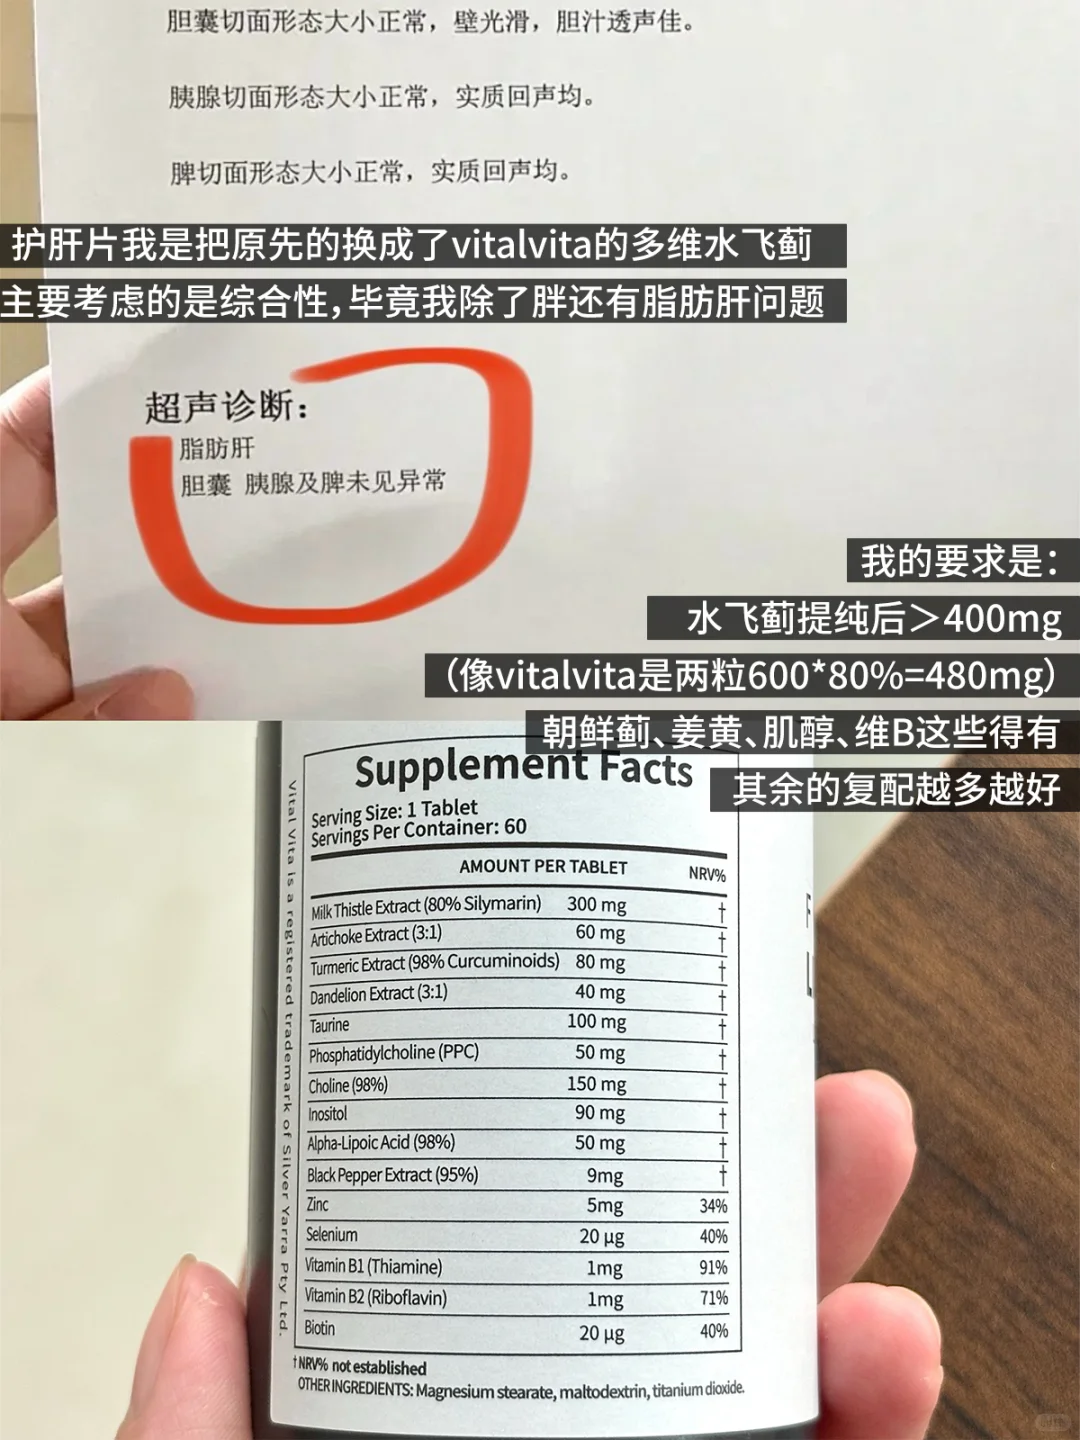 胆囊切面形态大小正常，壁光滑，胆汁透声佳。
胰腺切面形态大小正常，实质回声均。
脾切面形态大小正常，实质回声均。
护肝片我是把原先的换成了vitalvita的多维水飞蓟
主要考虑的是综合性，毕竟我除了胖还有脂肪肝问题
超声诊断：
脂肪肝
胆囊 胰腺及脾未见异常
我的要求是：
水飞蓟提纯后＞400mg
（像vitalvita是两粒600*80%=480mg）
朝鲜蓟、姜黄、肌醇、维B这些得有
其余的复配越多越好
Supplement Facts
Serving Size: 1 Tablet
Servings Per Container: 60
AMOUNT PER TABLET NRV%
Milk Thistle Extract (80% Silymarin) 300 mg †
Artichoke Extract (3:1) 60 mg †
Turmeric Extract (98% Curcuminoids) 80 mg †
Dandelion Extract (3:1) 40 mg †
Taurine 100 mg †
Phosphatidylcholine (PPC) 50 mg †
Choline (98%) 150 mg †
Inositol 90 mg †
Alpha-Lipoic Acid (98%) 50 mg †
Black Pepper Extract (95%) 9mg †
Zinc 5mg 34%
Selenium 20 µg 40%
Vitamin B1 (Thiamine) 1mg 91%
Vitamin B2 (Riboflavin) 1mg 71%
Biotin 20 µg 40%
† NRV% not established
OTHER INGREDIENTS: Magnesium stearate, maltodextrin, titanium dioxide.
Vital Vita is a registered trademark of Silver Yarra Pty Ltd.